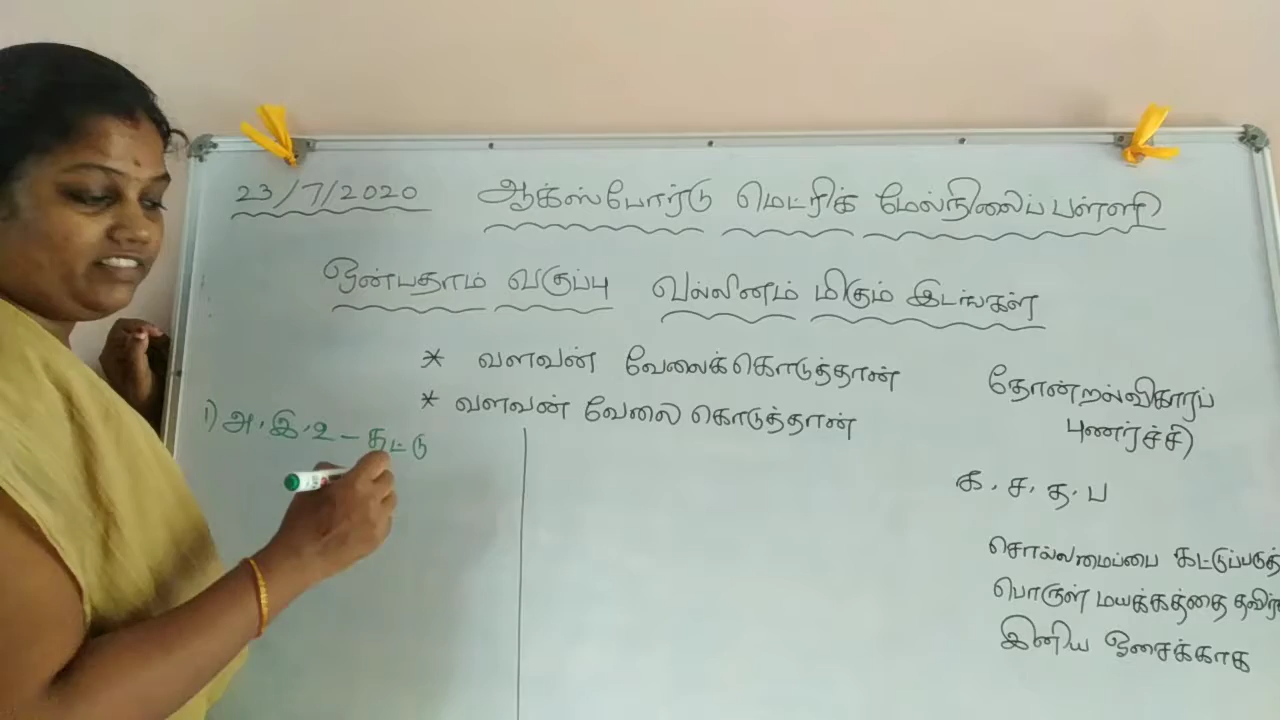 23/7/2020 ஆக்ஸ்போர்டு மெட்ரிக் மேல்நிலைப் பள்ளி
ஒன்பதாம் வகுப்பு வல்லினம் மிகும் இடங்கள்
* வளவன் வேலைக்கொடுத்தான்
* வளவன் வேலை கொடுத்தான்
1) அ, இ, உ – சுட்டு
தோன்றல்விகாரப்
புணர்ச்சி
க, ச, த, ப
சொல்லமைப்பை கட்டுப்படுத்
பொருள் மயக்கத்தை தவிர்
இனிய ஓசைக்காக